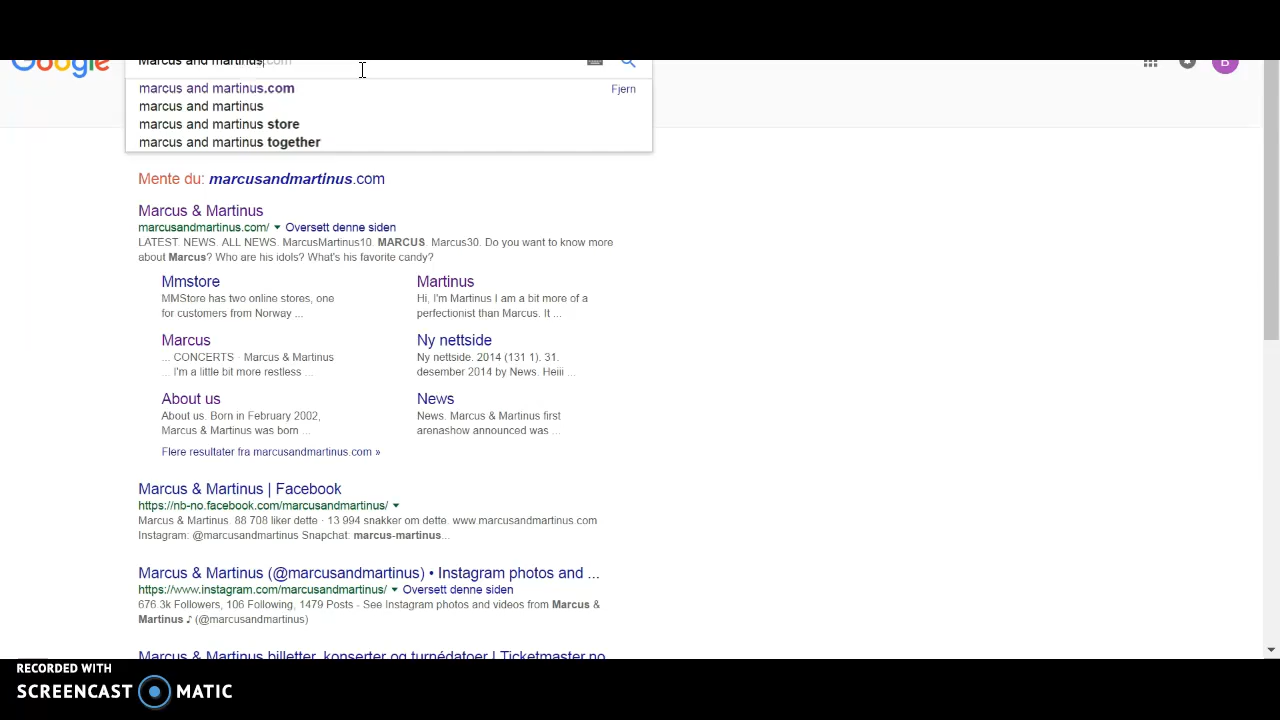 Google
Marcus and martinus.com
B
marcus and martinus.com Fjern
marcus and martinus
marcus and martinus store
marcus and martinus together
Mente du: marcusandmartinus.com
Marcus & Martinus
marcusandmartinus.com/ Oversett denne siden
LATEST. NEWS. ALL NEWS. MarcusMartinus10. MARCUS. Marcus30. Do you want to know more
about Marcus? Who are his idols? What's his favorite candy?
Mmstore
MMStore has two online stores, one
for customers from Norway ...
Martinus
Hi, I'm Martinus I am a bit more of a
perfectionist than Marcus. It ...
Marcus
... CONCERTS · Marcus & Martinus
... I'm a little bit more restless ...
Ny nettside
Ny nettside. 2014 (131 1). 31.
desember 2014 by News. Heiii ...
About us
About us. Born in February 2002,
Marcus & Martinus was born ...
News
News. Marcus & Martinus first
arenashow announced was ...
Flere resultater fra marcusandmartinus.com »
Marcus & Martinus | Facebook
https://nb-no.facebook.com/marcusandmartinus/
Marcus & Martinus. 88 708 liker dette · 13 994 snakker om dette. www.marcusandmartinus.com
Instagram: @marcusandmartinus Snapchat: marcus-martinus...
Marcus & Martinus (@marcusandmartinus) • Instagram photos and ...
https://www.instagram.com/marcusandmartinus/ Oversett denne siden
676.3k Followers, 106 Following, 1479 Posts - See Instagram photos and videos from Marcus &
Martinus ♪ (@marcusandmartinus)
Marcus & Martinus billetter, konserter og turnédatoer | Ticketmaster.no
RECORDED WITH
SCREENCAST MATIC